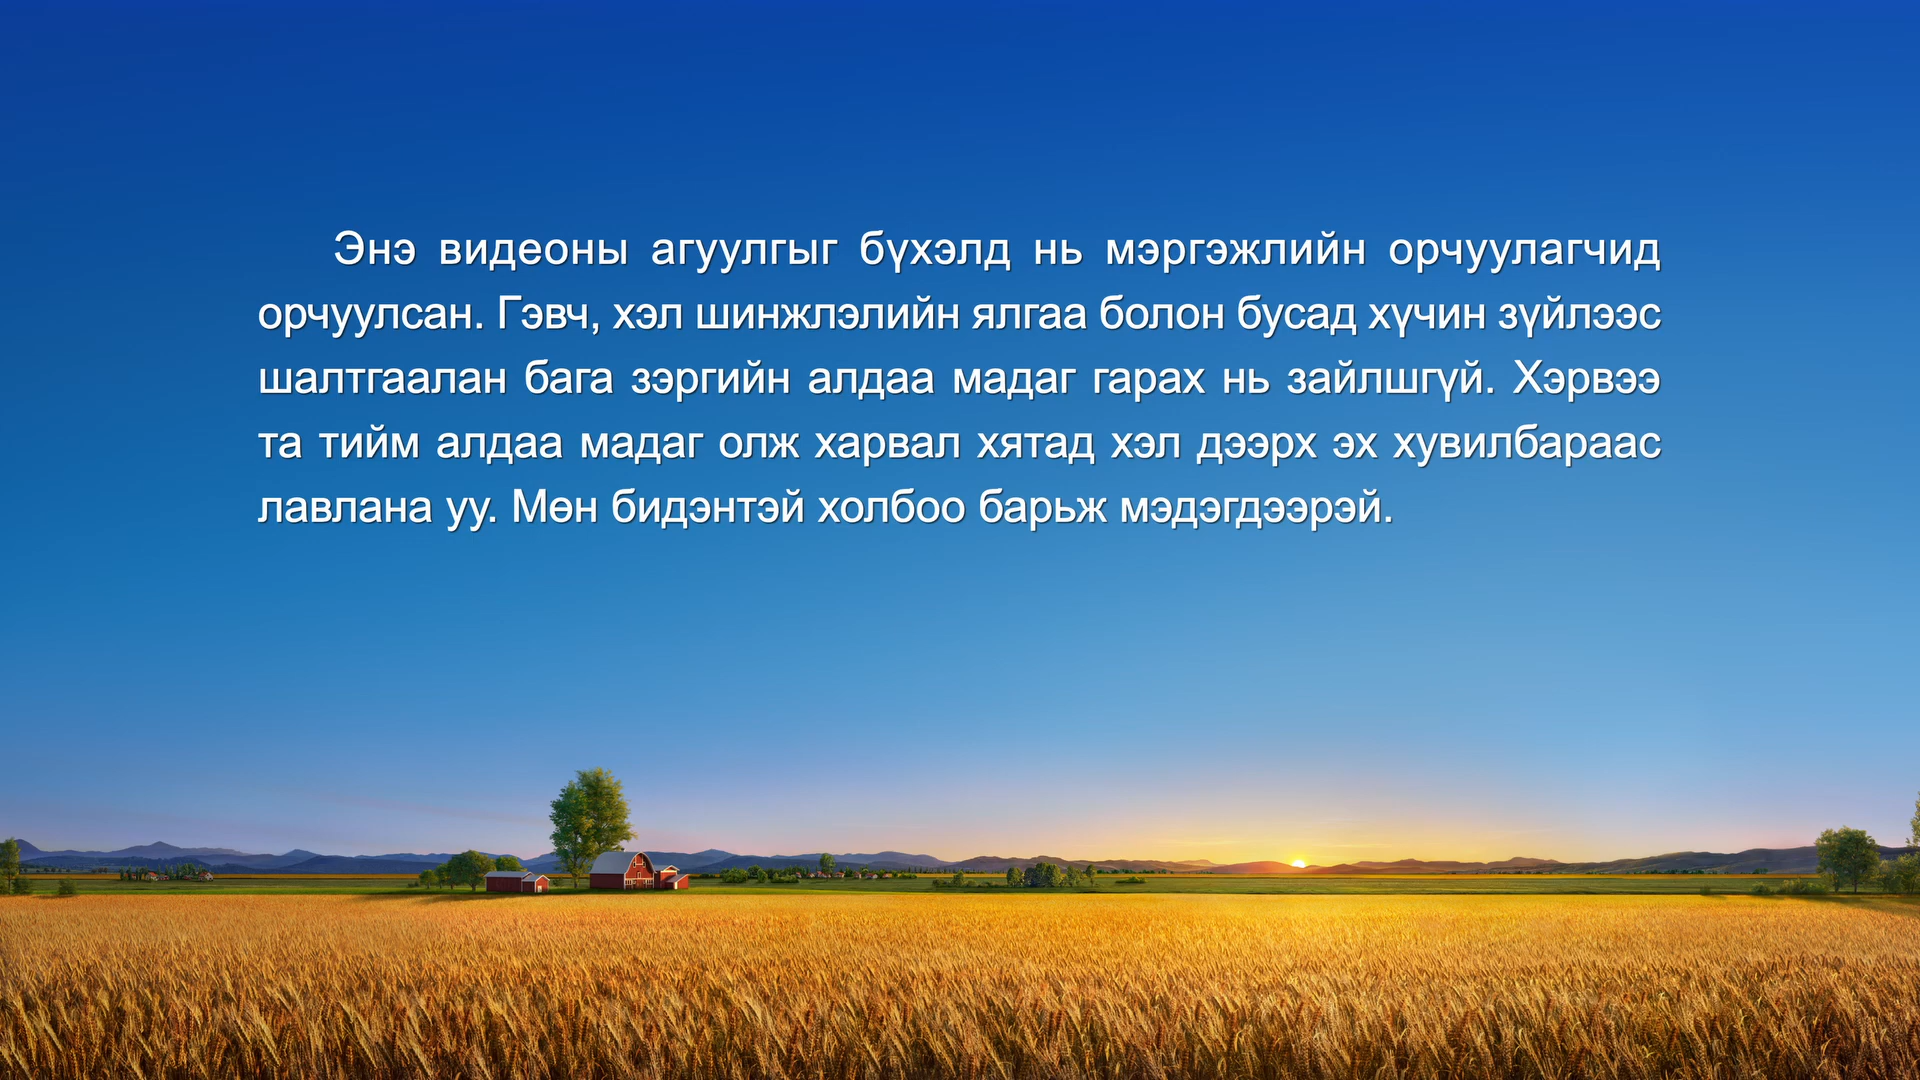 Энэ видеоны агуулгыг бүхэлд нь мэргэжлийн орчуулагчид
орчуулсан. Гэвч, хэл шинжлэлийн ялгаа болон бусад хүчин зүйлээс
шалтгаалан бага зэргийн алдаа мадаг гарах нь зайлшгүй. Хэрвээ
та тийм алдаа мадаг олж харвал хятад хэл дээрх эх хувилбараас
лавлана уу. Мөн бидэнтэй холбоо барьж мэдэгдээрэй.